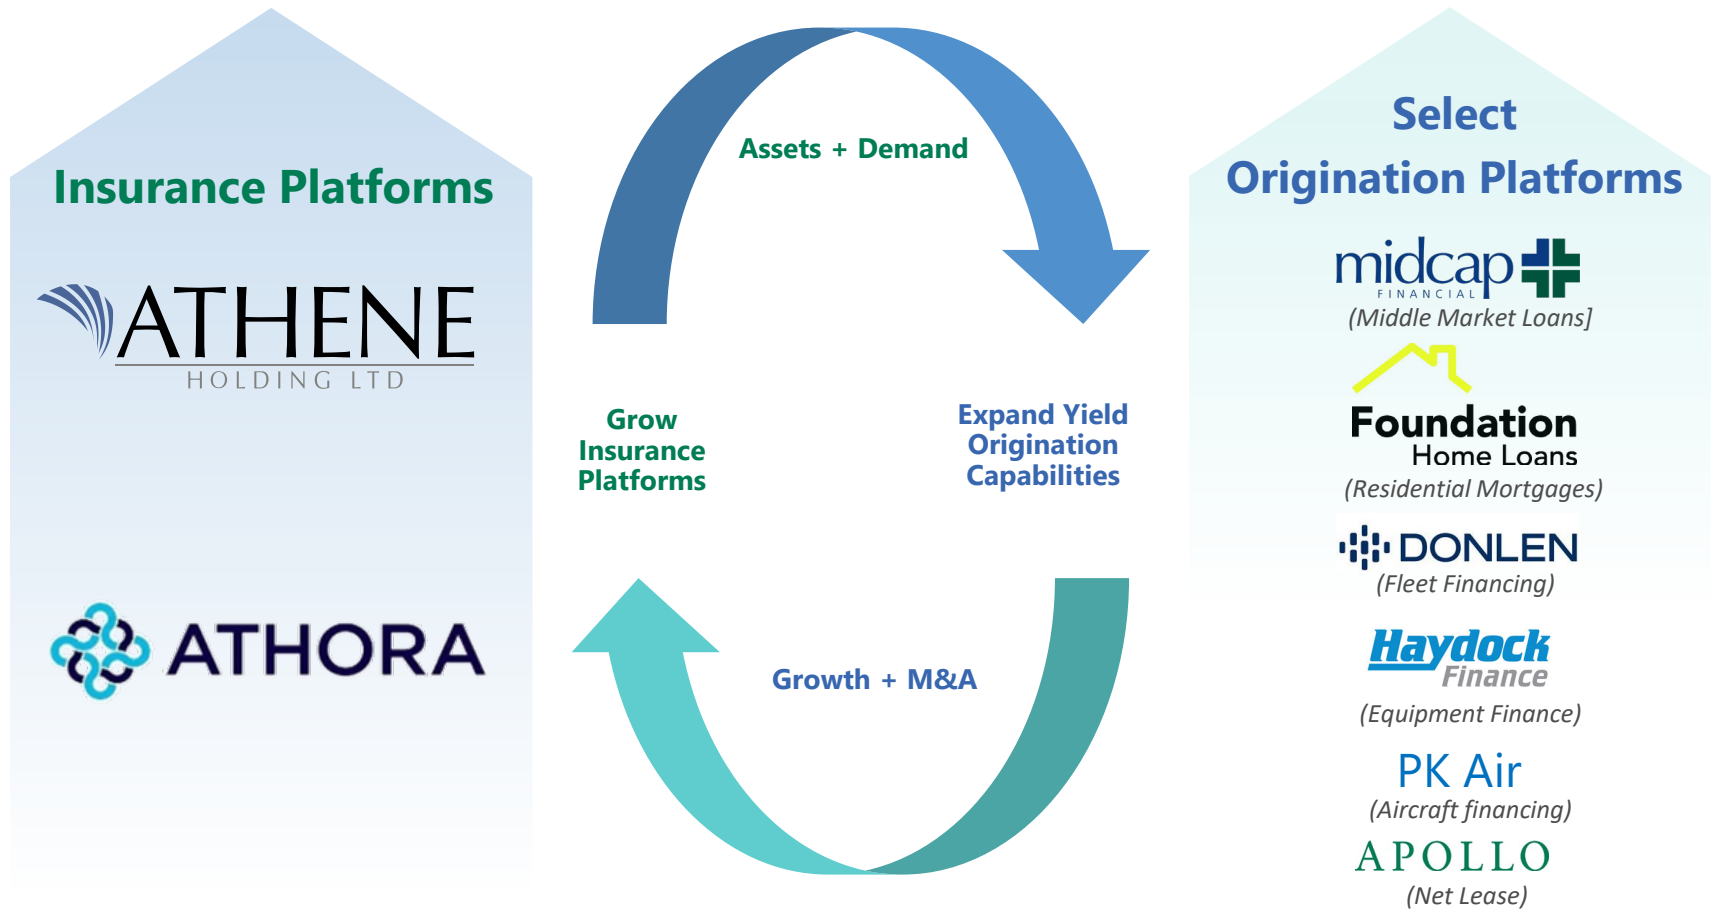 Insurance Platforms
ATHENE
HOLDING LTD
ATHORA
Assets + Demand
Grow
Insurance
Platforms
Expand Yield
Origination
Capabilities
Growth + M&A
Select
Origination Platforms
midcap
FINANCIAL
(Middle Market Loans]
Foundation
Home Loans
(Residential Mortgages)
DONLEN
(Fleet Financing)
Haydock
Finance
(Equipment Finance)
PK Air
(Aircraft financing)
APOLLO
(Net Lease)